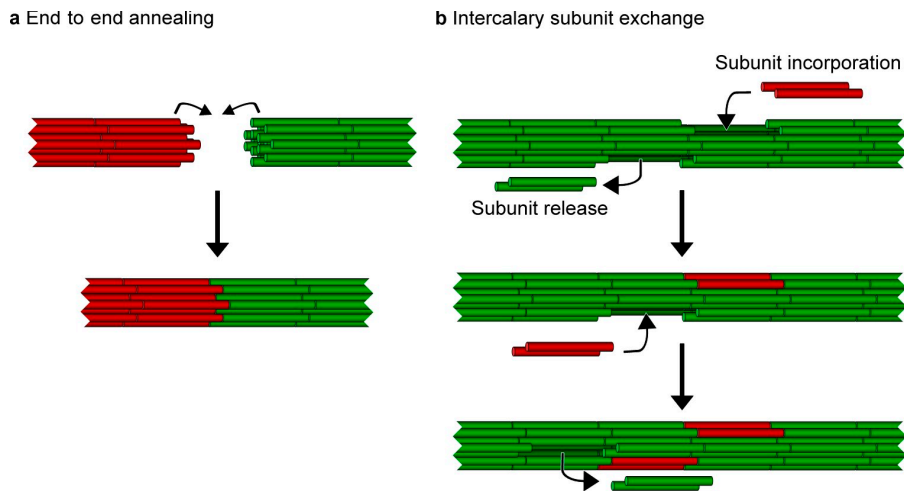 a End to end annealing
b Intercalary subunit exchange
Subunit incorporation
Subunit release